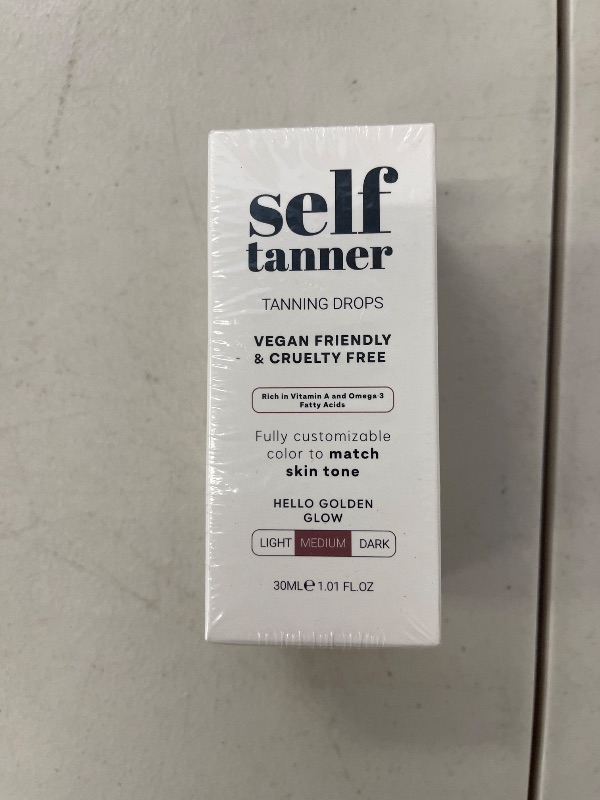 self
tanner
TANNING DROPS
VEGAN FRIENDLY
& CRUELTY FREE
Rich in Vitamin A and Omega 3
Fatty Acids
Fully customizable
color to match
skin tone
HELLO GOLDEN
GLOW
LIGHT MEDIUM DARK
30ML℮ 1.01 FL.OZ